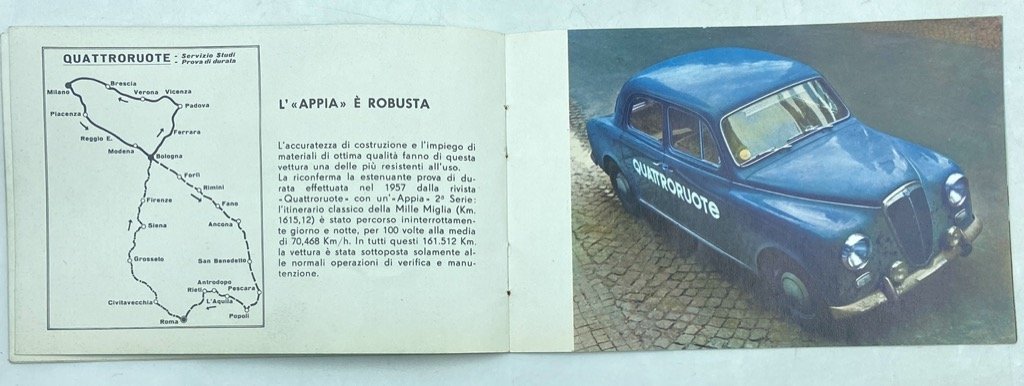 QUATTRORUOTE - Servizio Studi
- Prova di durata
Milano
Brescia
Verona
Vicenza
Padova
Piacenza
Ferrara
Reggio E.
Modena
Bologna
Forlì
Rimini
Fano
Ancona
Firenze
Siena
Grosseto
San Benedetto
Antrodopo
Rieti
Pescara
L'Aquila
Civitavecchia
Popoli
Roma
L' «APPIA» È ROBUSTA
L'accuratezza di costruzione e l'impiego di
materiali di ottima qualità fanno di questa
vettura una delle più resistenti all'uso.
La riconferma la estenuante prova di du-
rata effettuata nel 1957 dalla rivista
«Quattroruote» con un'«Appia» 2ª Serie:
l'itinerario classico della Mille Miglia (Km.
1615,12) è stato percorso ininterrottamen-
te giorno e notte, per 100 volte alla media
di 70,468 Km/h. In tutti questi 161.512 Km.
la vettura è stata sottoposta solamente al-
le normali operazioni di verifica e manu-
tenzione.
QUATTRORUOTe